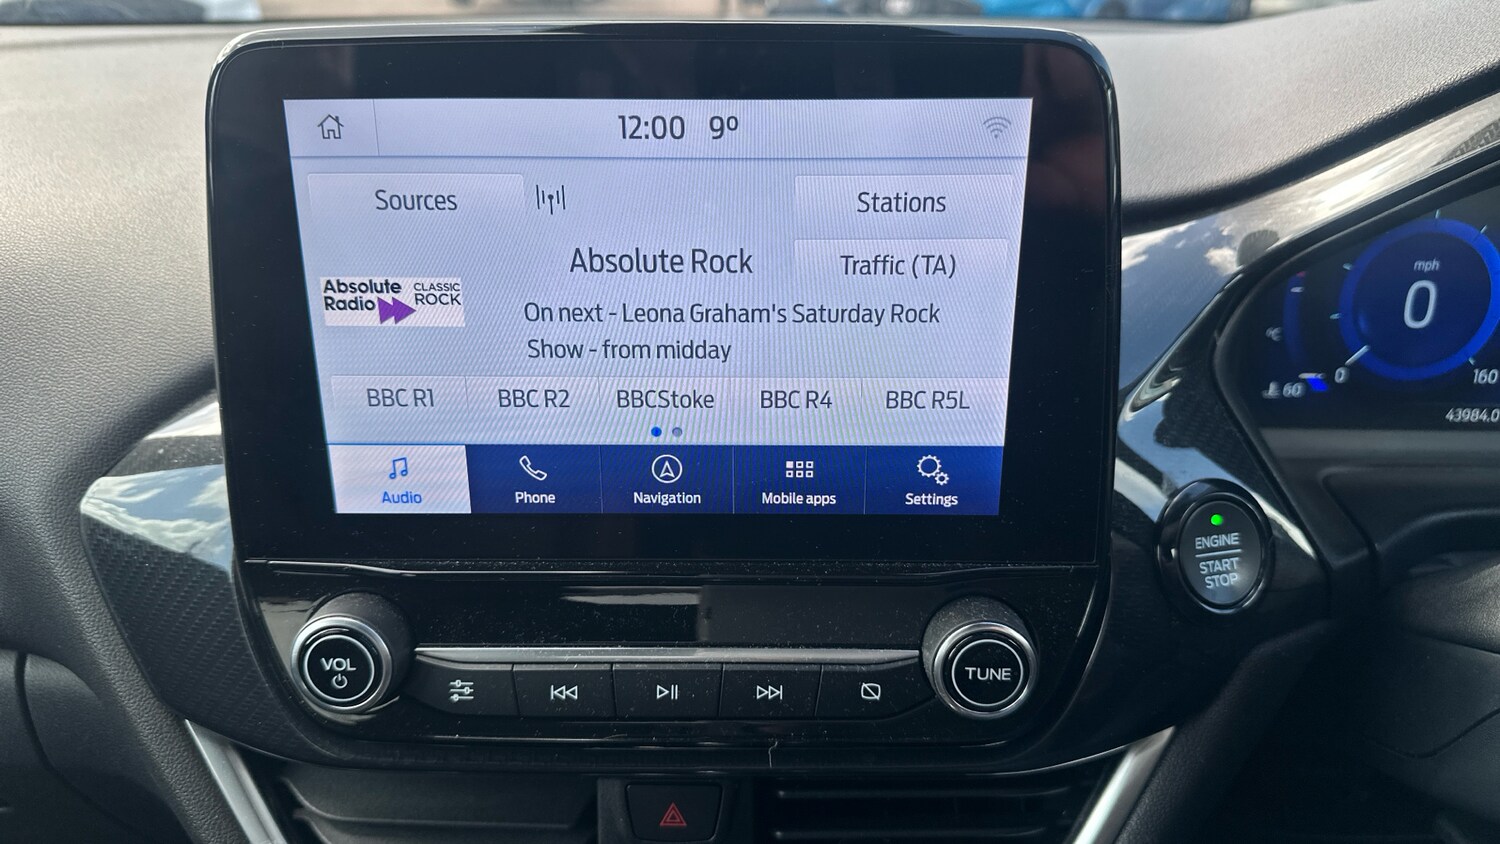 12:00 9°
Sources
Stations
Absolute Rock
Traffic (TA)
Absolute
Radio
CLASSIC
ROCK
On next - Leona Graham's Saturday Rock
Show - from midday
BBC R1 BBC R2 BBCStoke BBC R4 BBC R5L
Audio Phone Navigation Mobile apps Settings
mph
0
0 160
60
43984.0
ENGINE
START
STOP
VOL
TUNE